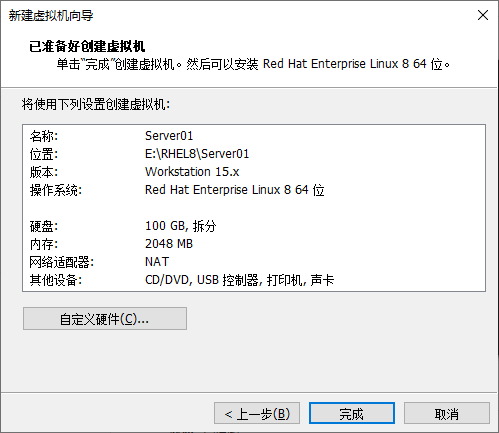 新建虚拟机向导
已准备好创建虚拟机
单击“完成”创建虚拟机。然后可以安装 Red Hat Enterprise Linux 8 64 位。
将使用下列设置创建虚拟机:
名称: Server01
位置: E:\RHEL8\Server01
版本: Workstation 15.x
操作系统: Red Hat Enterprise Linux 8 64 位
硬盘: 100 GB, 拆分
内存: 2048 MB
网络适配器: NAT
其他设备: CD/DVD, USB 控制器, 打印机, 声卡
自定义硬件(C)...
< 上一步(B) 完成 取消